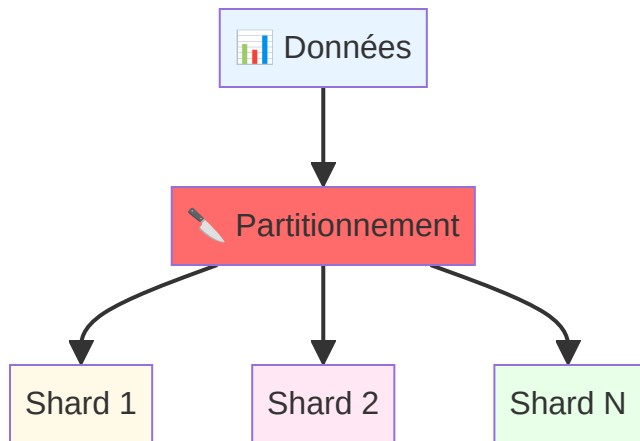 📊 Données
🔪 Partitionnement
Shard 1
Shard 2
Shard N